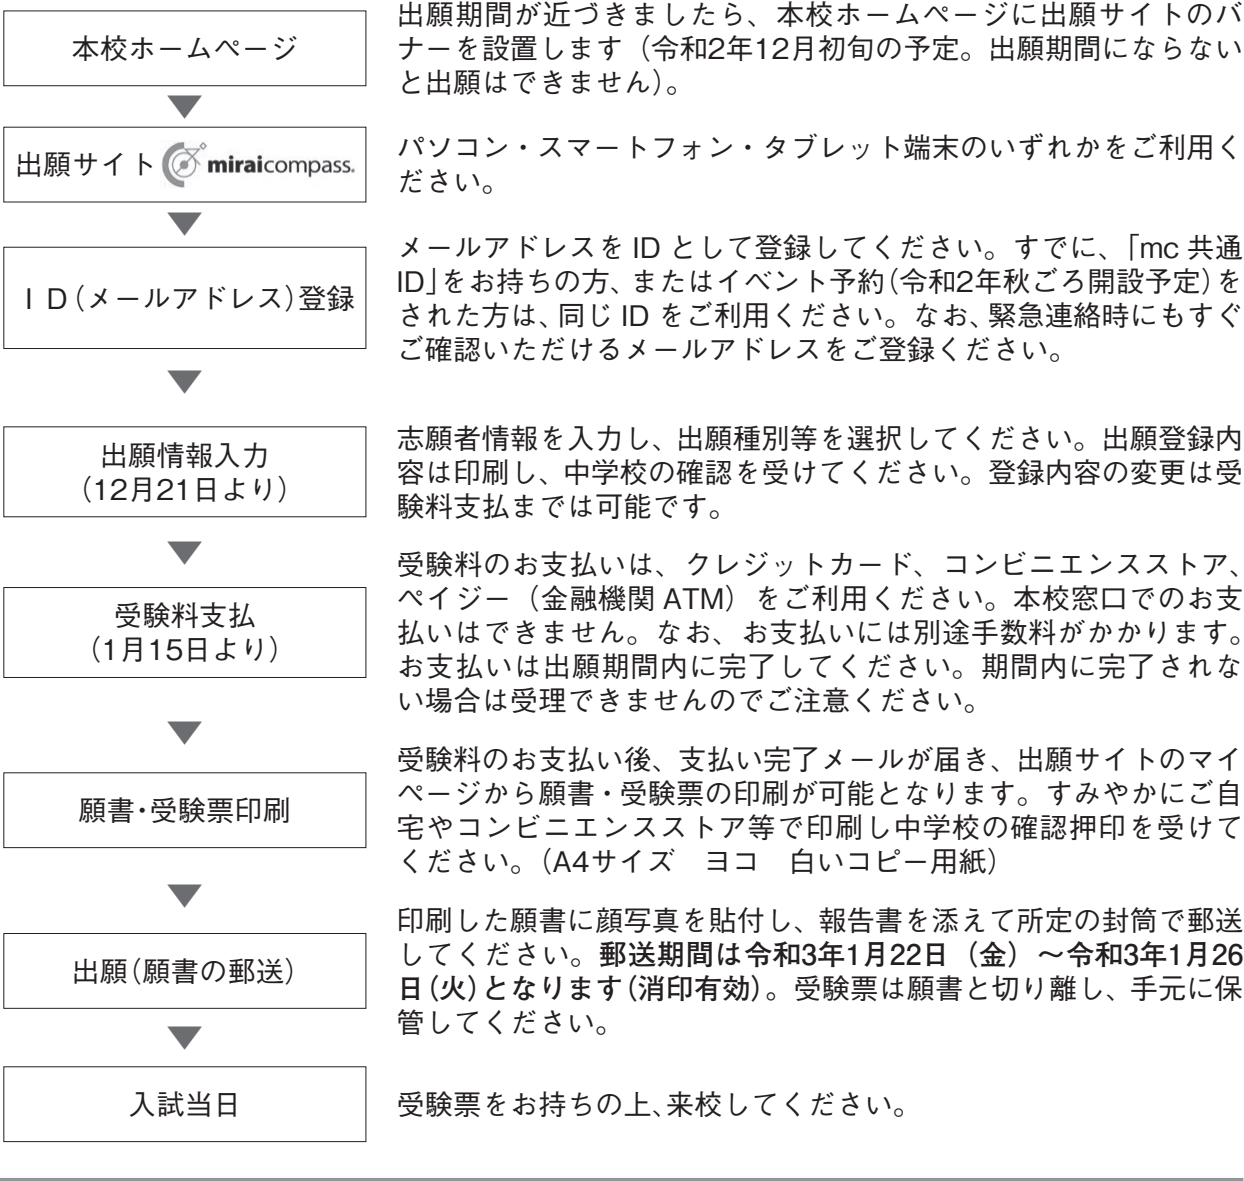 本校ホームページ
出願期間が近づきましたら、本校ホームページに出願サイトのバ
ナーを設置します（令和2年12月初旬の予定。出願期間にならない
と出願はできません）。
出願サイト miraicompass.
パソコン・スマートフォン・タブレット端末のいずれかをご利用く
ださい。
ＩＤ（メールアドレス）登録
メールアドレスを ID として登録してください。すでに、「mc 共通
ID」をお持ちの方、またはイベント予約（令和2年秋ごろ開設予定）を
された方は、同じ ID をご利用ください。なお、緊急連絡時にもすぐ
ご確認いただけるメールアドレスをご登録ください。
出願情報入力
（12月21日より）
志願者情報を入力し、出願種別等を選択してください。出願登録内
容は印刷し、中学校の確認を受けてください。登録内容の変更は受
験料支払までは可能です。
受験料支払
（1月15日より）
受験料のお支払いは、クレジットカード、コンビニエンスストア、
ペイジー（金融機関 ATM）をご利用ください。本校窓口でのお支
払いはできません。なお、お支払いには別途手数料がかかります。
お支払いは出願期間内に完了してください。期間内に完了されな
い場合は受理できませんのでご注意ください。
願書・受験票印刷
受験料のお支払い後、支払い完了メールが届き、出願サイトのマイ
ページから願書・受験票の印刷が可能となります。すみやかにご自
宅やコンビニエンスストア等で印刷し中学校の確認押印を受けて
ください。（A4サイズ　ヨコ　白いコピー用紙）
出願（願書の郵送）
印刷した願書に顔写真を貼付し、報告書を添えて所定の封筒で郵送
してください。郵送期間は令和3年1月22日（金）～令和3年1月26
日（火）となります（消印有効）。受験票は願書と切り離し、手元に保
管してください。
入試当日
受験票をお持ちの上、来校してください。